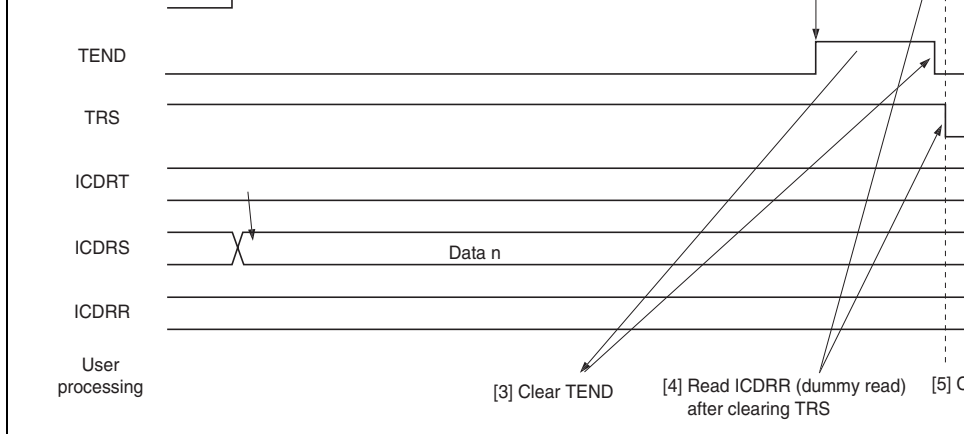 TEND
TRS
ICDRT
ICDRS
Data n
ICDRR
User
processing
[3] Clear TEND
[4] Read ICDRR (dummy read)
after clearing TRS
[5] C